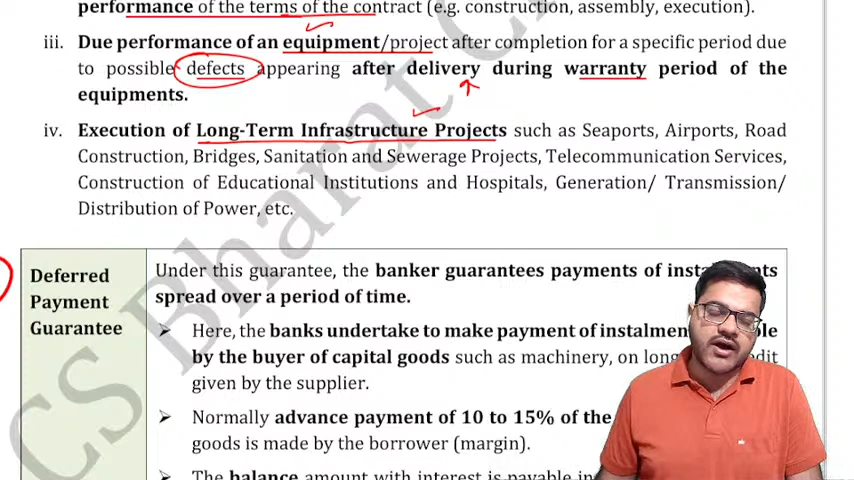 performance of the terms of the contract (e.g. construction, assembly, execution).
iii. Due performance of an equipment/project after completion for a specific period due
to possible defects appearing after delivery during warranty period of the
equipments.
iv. Execution of Long-Term Infrastructure Projects such as Seaports, Airports, Road
Construction, Bridges, Sanitation and Sewerage Projects, Telecommunication Services,
Construction of Educational Institutions and Hospitals, Generation/ Transmission/
Distribution of Power, etc.
Deferred
Payment
Guarantee
Under this guarantee, the banker guarantees payments of
spread over a period of time.
➤ Here, the banks undertake to make payment of
by the buyer of capital goods such as machinery, on
given by the supplier.
➤ Normally advance payment of 10 to 15% of the
goods is made by the borrower (margin).
➤ The balance amount with interest is payable
CS Bharat